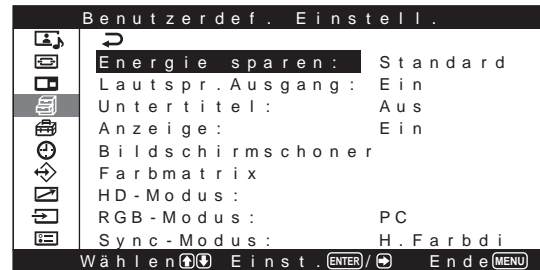 Benutzerdef. Einstell.
Energie sparen: Standard
Lautspr.Ausgang: Ein
Untertitel: Aus
Anzeige: Ein
Bildschirmschoner
Farbmatrix
HD-Modus:
RGB-Modus: PC
Sync-Modus: H.Farbdi
Wählen Einst. ENTER / Ende MENU